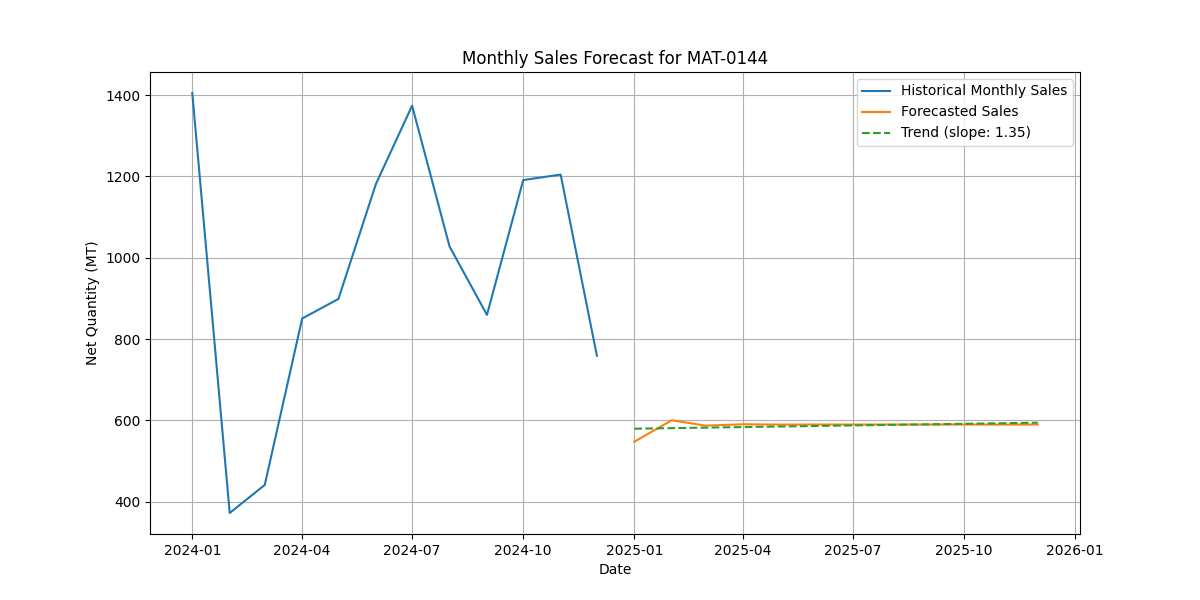 Monthly Sales Forecast for MAT-0144
Historical Monthly Sales
Forecasted Sales
Trend (slope: 1.35)
Net Quantity (MT)
1400
1200
1000
800
600
400
2024-01 2024-04 2024-07 2024-10 2025-01 2025-04 2025-07 2025-10 2026-01
Date